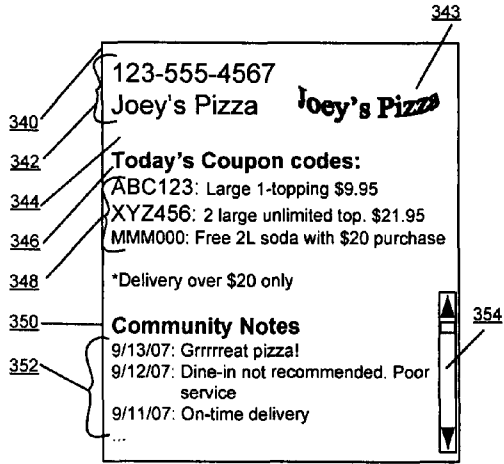 343
123-555-4567
Joey's Pizza
Joey's Pizza
340
342
344
346
348
350
352
354
Today's Coupon codes:
ABC123: Large 1-topping $9.95
XYZ456: 2 large unlimited top. $21.95
MMM000: Free 2L soda with $20 purchase
*Delivery over $20 only
Community Notes
9/13/07: Grrrrreat pizza!
9/12/07: Dine-in not recommended. Poor
service
9/11/07: On-time delivery
...